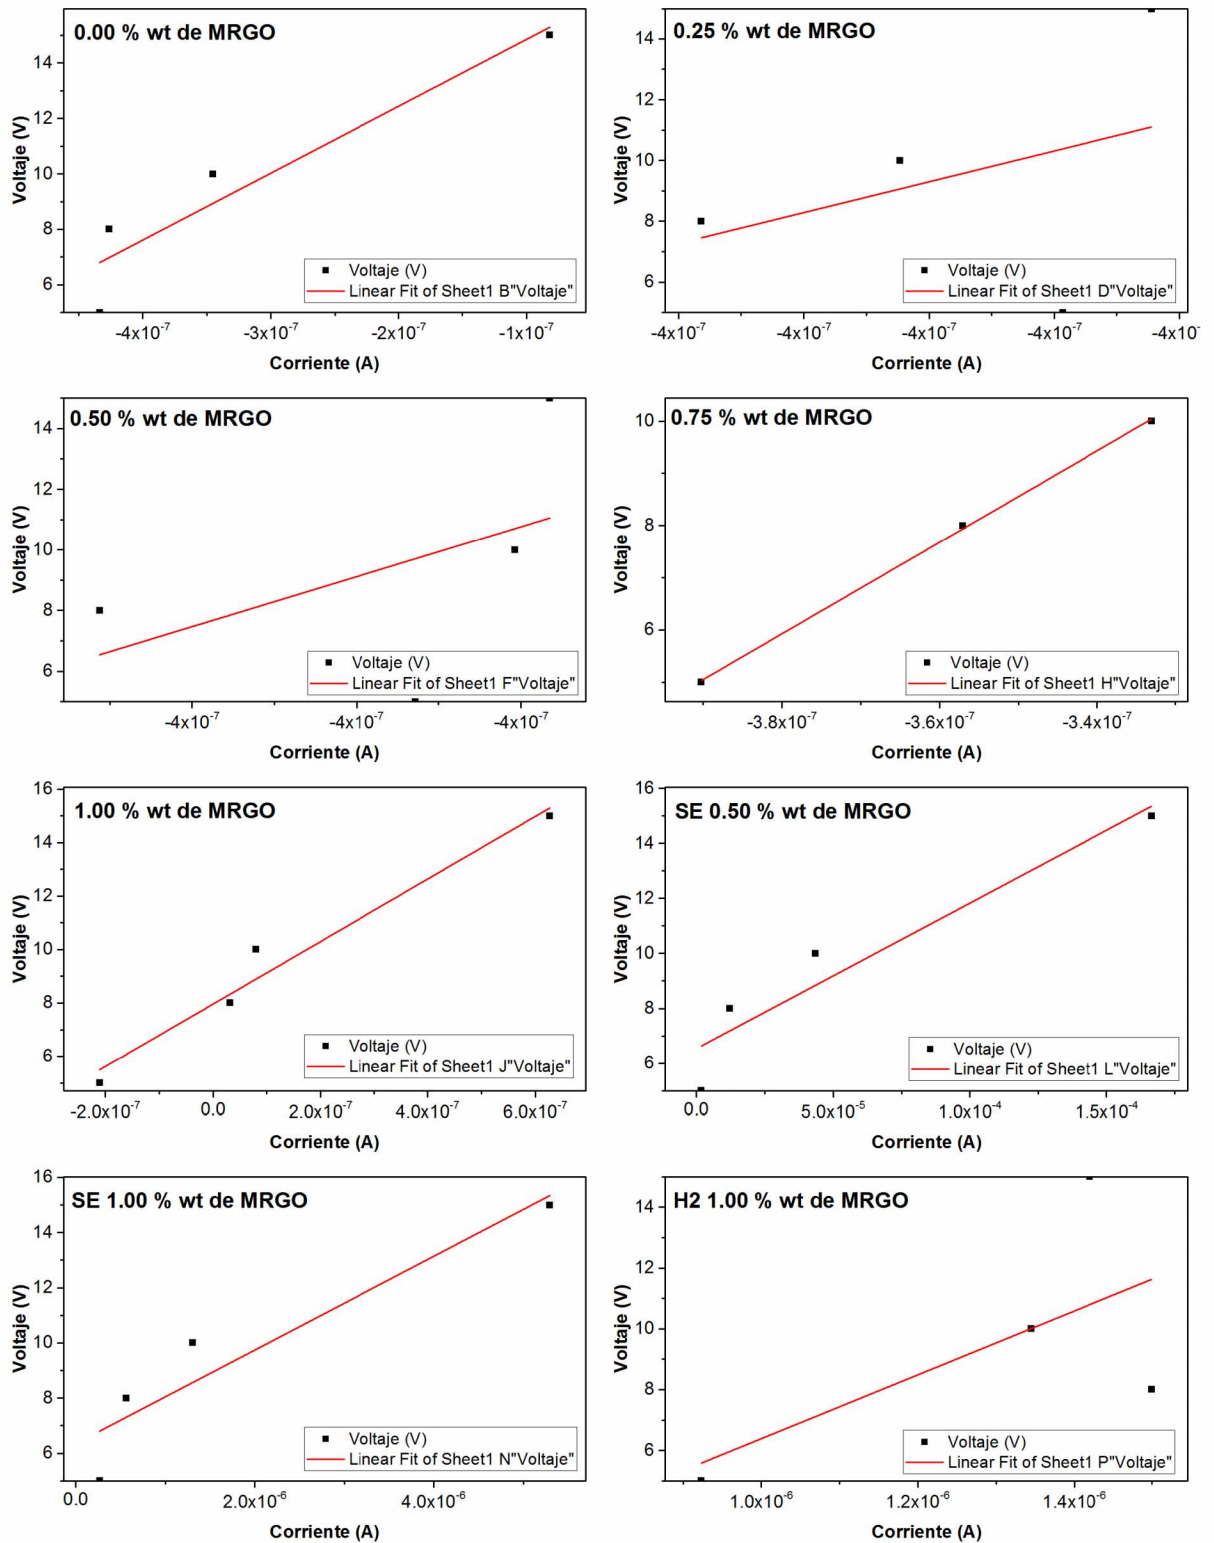 0.00 % wt de MRGO
Voltaje (V)
14
12
10
8
6
Voltaje (V)
Linear Fit of Sheet1 B"Voltaje"
-4x10⁻⁷ -3x10⁻⁷ -2x10⁻⁷ -1x10⁻⁷
Corriente (A)
0.25 % wt de MRGO
Voltaje (V)
14
12
10
8
6
Voltaje (V)
Linear Fit of Sheet1 D"Voltaje"
-4x10⁻⁷ -4x10⁻⁷ -4x10⁻⁷ -4x10⁻⁷ -4x10⁻
Corriente (A)
0.50 % wt de MRGO
Voltaje (V)
14
12
10
8
6
Voltaje (V)
Linear Fit of Sheet1 F"Voltaje"
-4x10⁻⁷ -4x10⁻⁷ -4x10⁻⁷
Corriente (A)
0.75 % wt de MRGO
Voltaje (V)
10
8
6
Voltaje (V)
Linear Fit of Sheet1 H"Voltaje"
-3.8x10⁻⁷ -3.6x10⁻⁷ -3.4x10⁻⁷
Corriente (A)
1.00 % wt de MRGO
Voltaje (V)
16
14
12
10
8
6
Voltaje (V)
Linear Fit of Sheet1 J"Voltaje"
-2.0x10⁻⁷ 0.0 2.0x10⁻⁷ 4.0x10⁻⁷ 6.0x10⁻⁷
Corriente (A)
SE 0.50 % wt de MRGO
Voltaje (V)
16
14
12
10
8
6
Voltaje (V)
Linear Fit of Sheet1 L"Voltaje"
0.0 5.0x10⁻⁵ 1.0x10⁻⁴ 1.5x10⁻⁴
Corriente (A)
SE 1.00 % wt de MRGO
Voltaje (V)
16
14
12
10
8
6
Voltaje (V)
Linear Fit of Sheet1 N"Voltaje"
0.0 2.0x10⁻⁶ 4.0x10⁻⁶
Corriente (A)
H2 1.00 % wt de MRGO
Voltaje (V)
14
12
10
8
6
Voltaje (V)
Linear Fit of Sheet1 P"Voltaje"
1.0x10⁻⁶ 1.2x10⁻⁶ 1.4x10⁻⁶
Corriente (A)